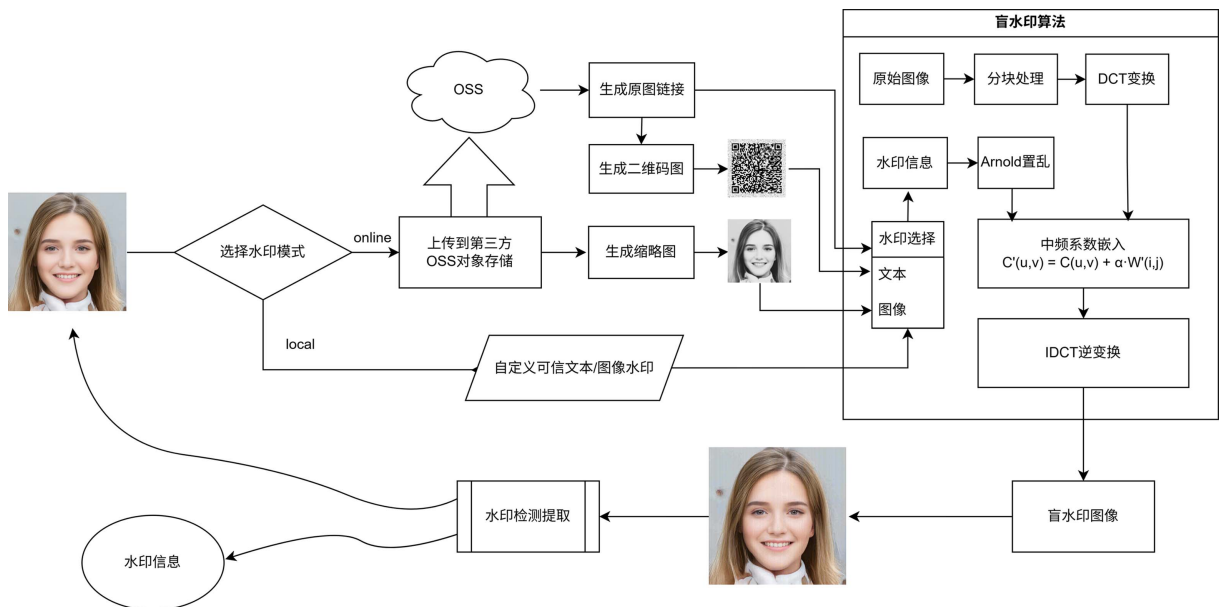 盲水印算法
原始图像
分块处理
DCT变换
OSS
生成原图链接
生成二维码图
水印信息
Arnold置乱
选择水印模式
online
上传到第三方
OSS对象存储
生成缩略图
水印选择
文本
图像
中频系数嵌入
C'(u,v) = C(u,v) + α·W'(i,j)
local
自定义可信文本/图像水印
IDCT逆变换
水印检测提取
盲水印图像
水印信息